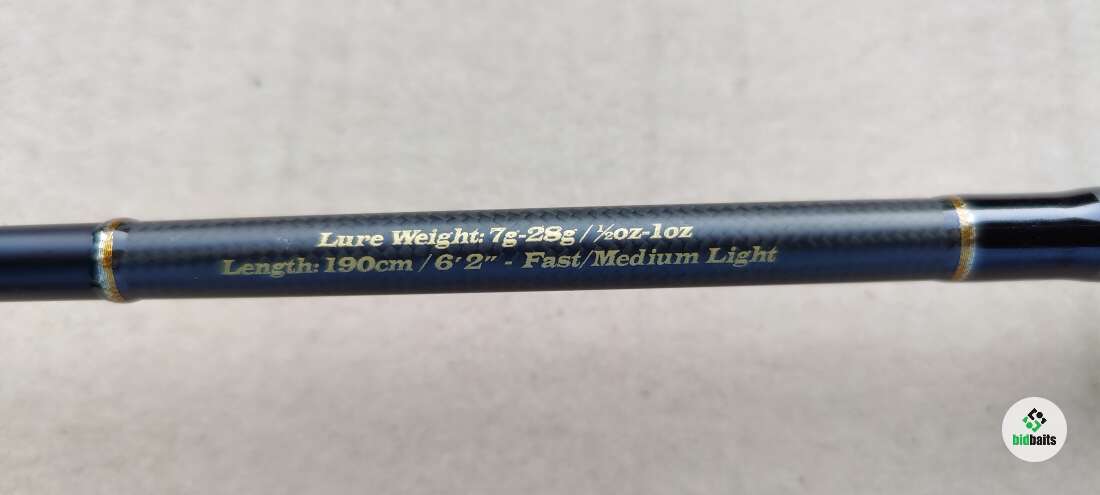 Lure Weight: 7g-28g / ½oz-1oz
Length: 190cm / 6' 2" - Fast/Medium Light
bidbaits